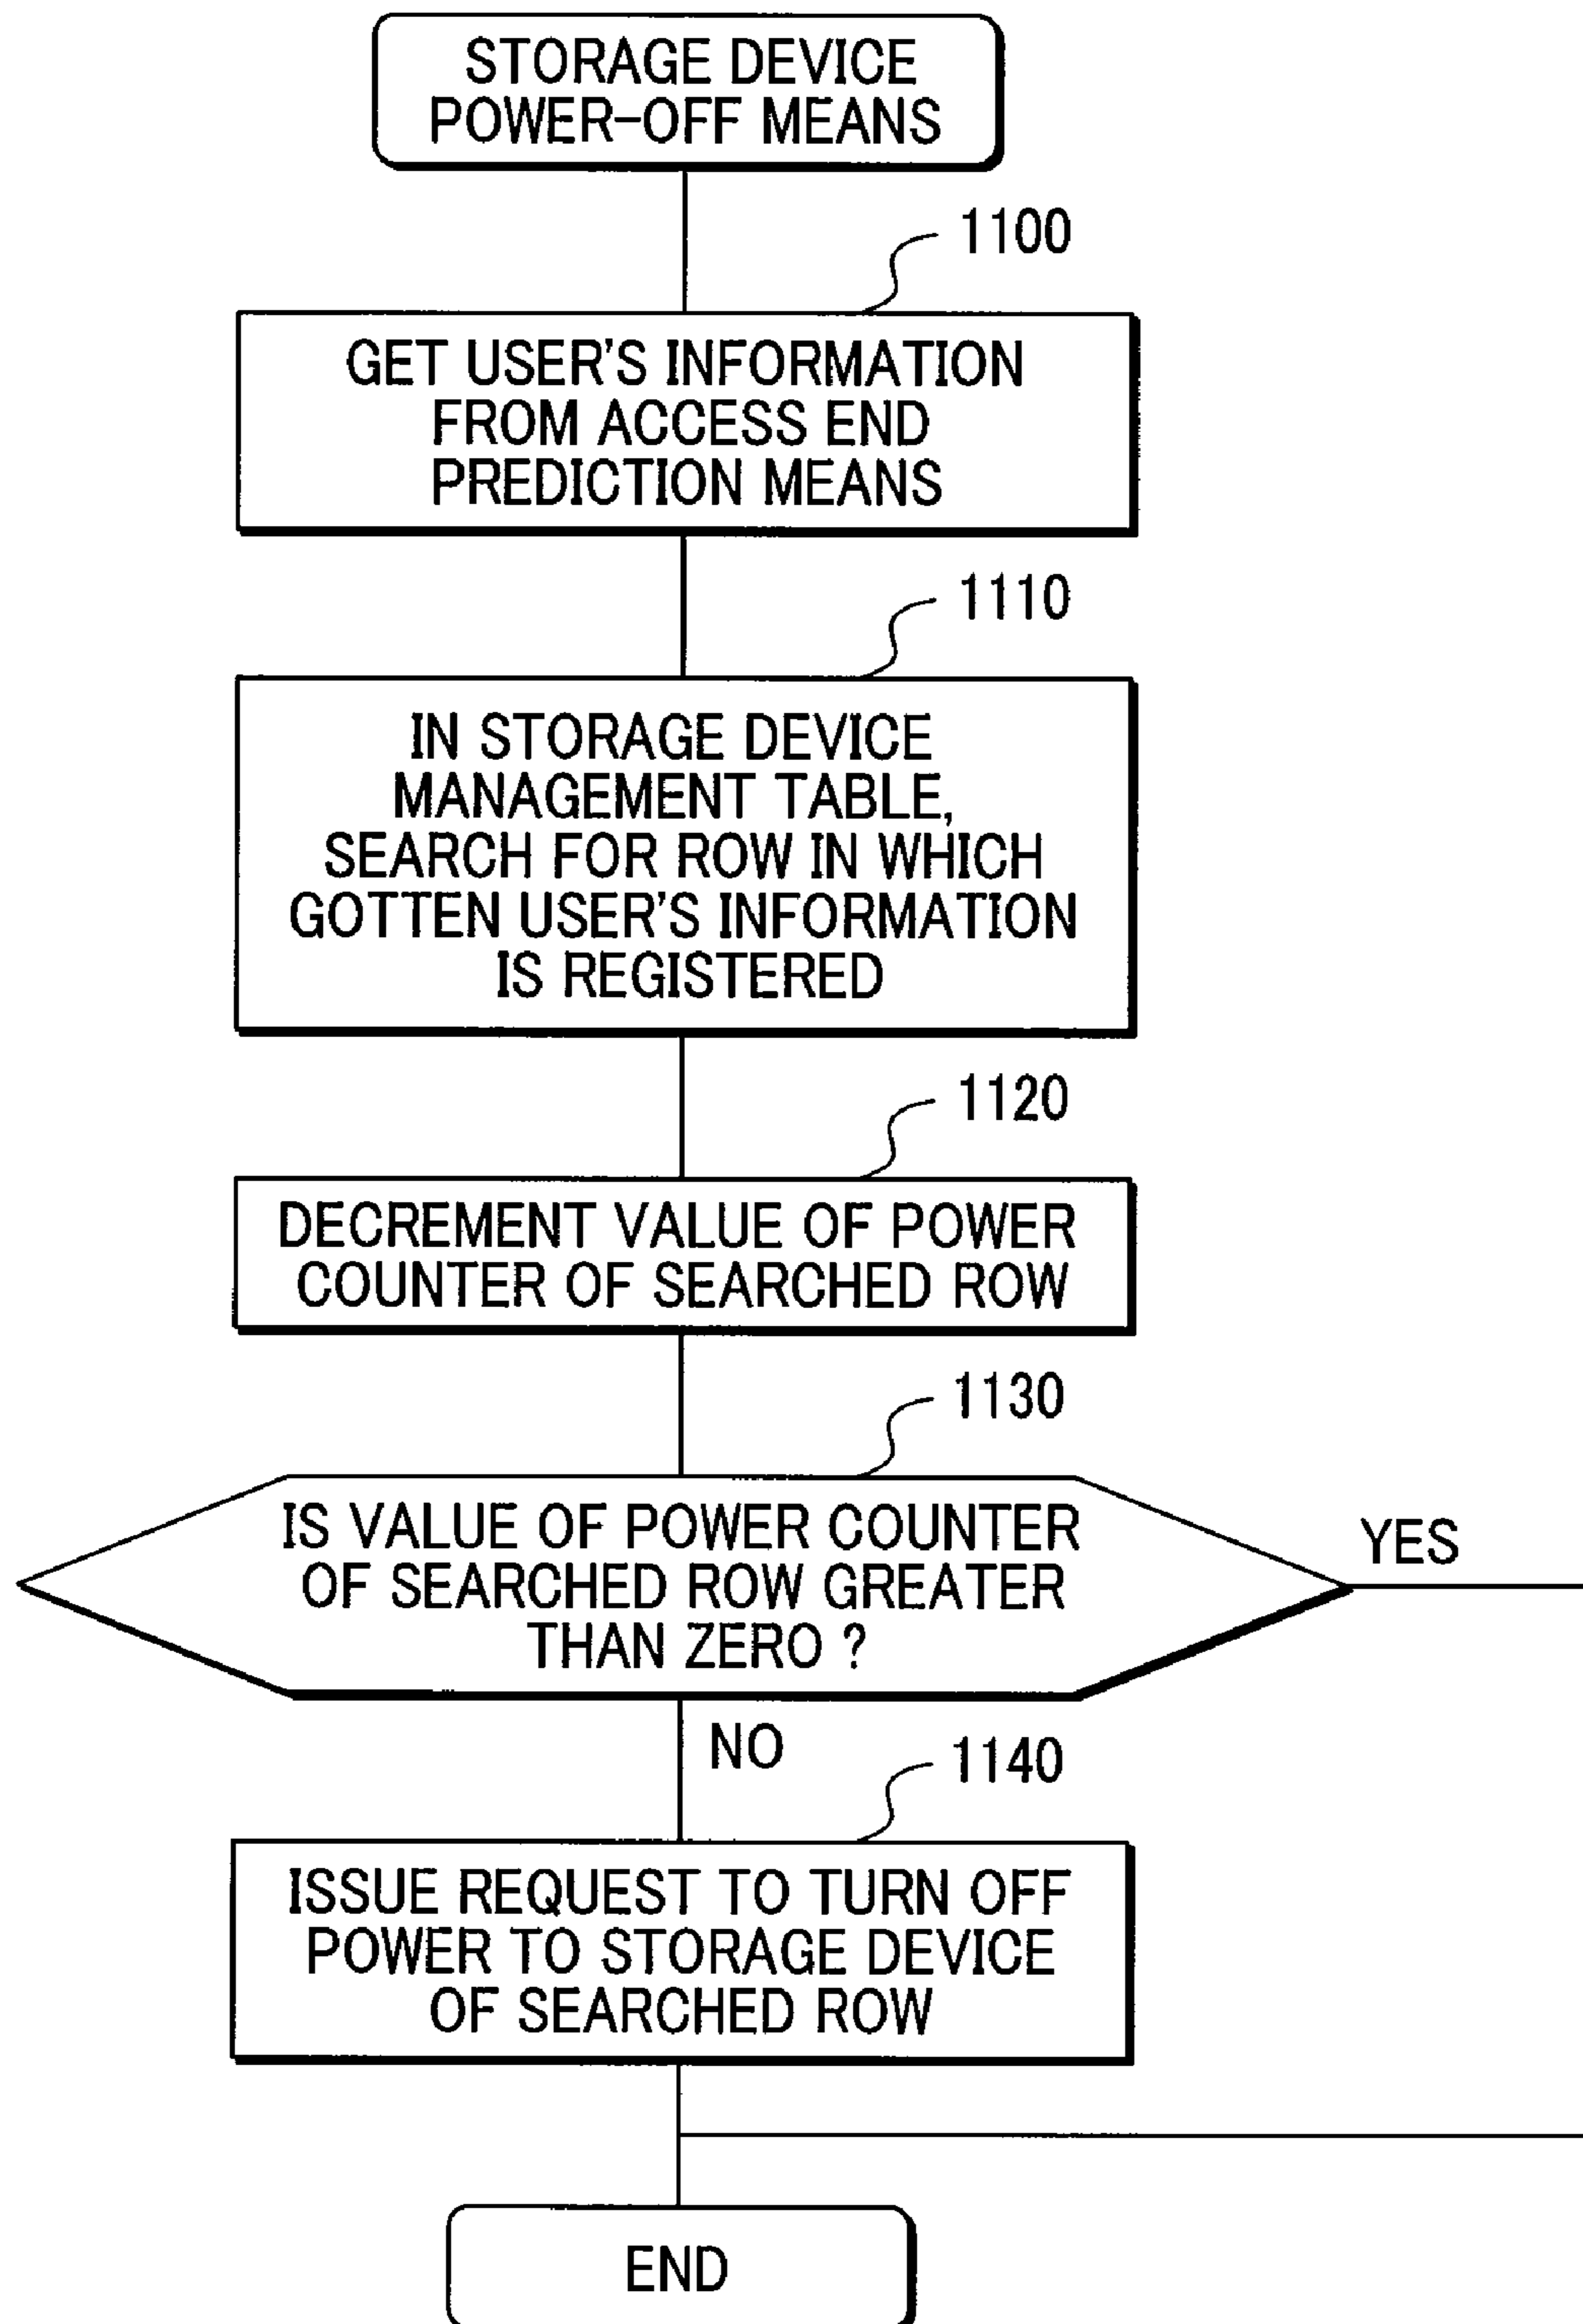 STORAGE DEVICE
POWER-OFF MEANS
1100
GET USER'S INFORMATION
FROM ACCESS END
PREDICTION MEANS
1110
IN STORAGE DEVICE
MANAGEMENT TABLE,
SEARCH FOR ROW IN WHICH
GOTTEN USER'S INFORMATION
IS REGISTERED
1120
DECREMENT VALUE OF POWER
COUNTER OF SEARCHED ROW
1130
IS VALUE OF POWER COUNTER
OF SEARCHED ROW GREATER
THAN ZERO ?
YES
NO
1140
ISSUE REQUEST TO TURN OFF
POWER TO STORAGE DEVICE
OF SEARCHED ROW
END